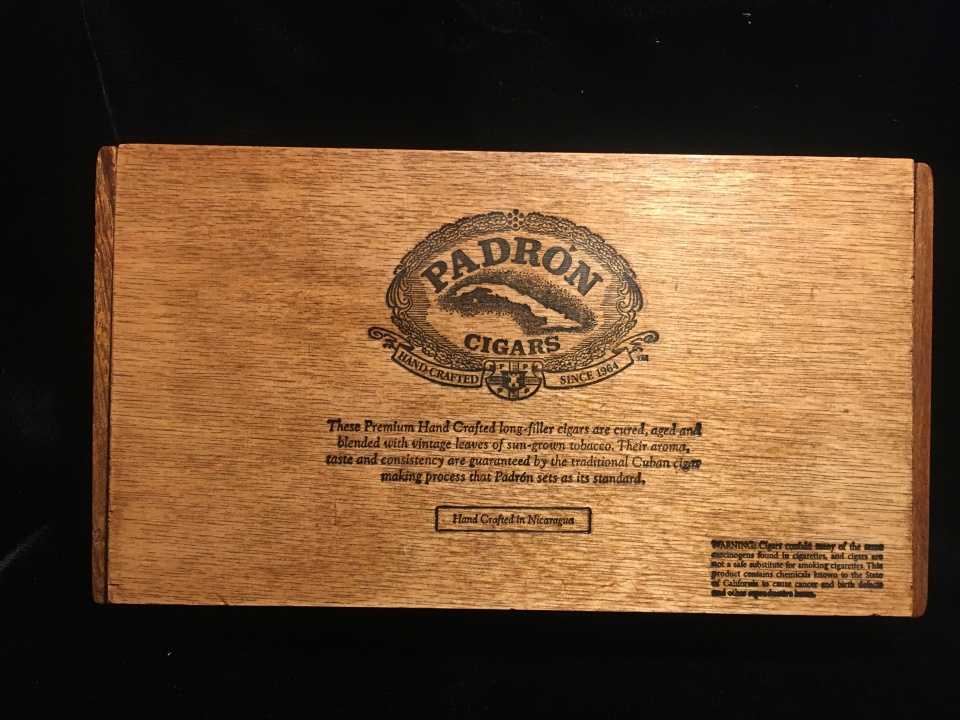 PADRÓN
CIGARS
HAND-CRAFTED
SINCE 1964
TM
These Premium Hand Crafted long-filler cigars are cured, aged and
blended with vintage leaves of sun-grown tobacco. Their aroma,
taste and consistency are guaranteed by the traditional Cuban cigar
making process that Padrón sets as its standard.
Hand Crafted in Nicaragua
WARNING: Cigars contain many of the same
carcinogens found in cigarettes, and cigars are
not a safe substitute for smoking cigarettes. This
product contains chemicals known to the State
of California to cause cancer and birth defects
and other reproductive harm.